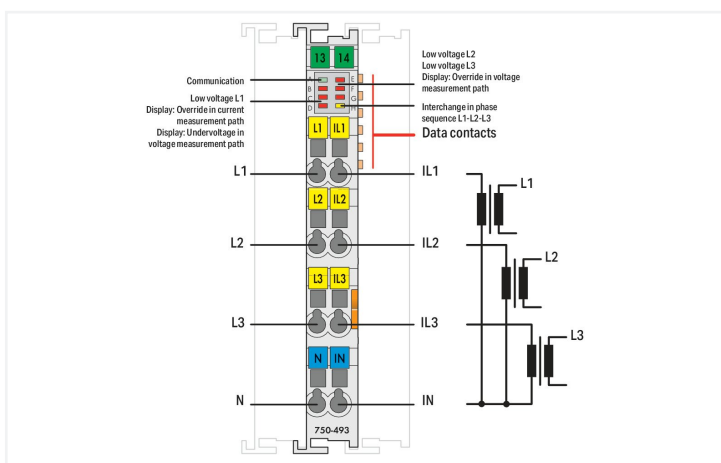 13 14
Communication
Low voltage L1
Display: Override in current
measurement path
Display: Undervoltage in
voltage measurement path
A
B
C
D
E
F
G
H
Low voltage L2
Low voltage L3
Display: Override in voltage
measurement path
Interchange in phase
sequence L1-L2-L3
Data contacts
L1 IL1
L1 IL1
L1
L2 IL2
L2 IL2
L2
L3 IL3
L3 IL3
L3
N IN
N IN
750-493